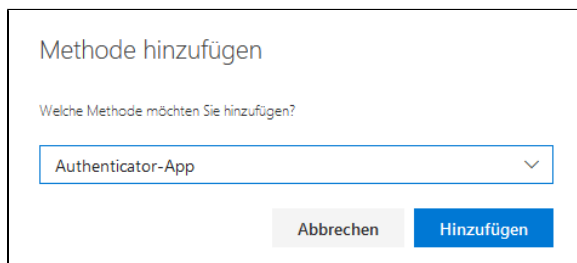 Methode hinzufügen
Welche Methode möchten Sie hinzufügen?
Authenticator-App
Abbrechen Hinzufügen